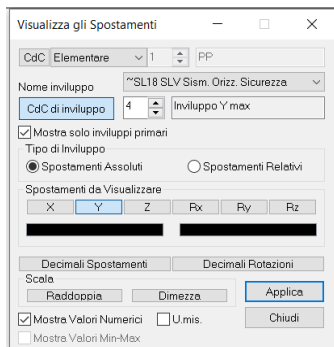 Visualizza gli Spostamenti
CdC Elementare 1 PP
Nome inviluppo ~SL18 SLV Sism. Orizz. Sicurezza
CdC di inviluppo 4 Inviluppo Y max
Mostra solo inviluppi primari
Tipo di Inviluppo
Spostamenti Assoluti Spostamenti Relativi
Spostamenti da Visualizzare
X Y Z Rx Ry Rz
Decimali Spostamenti Decimali Rotazioni
Scala
Raddoppia Dimezza Applica
Mostra Valori Numerici U.mis. Chiudi
Mostra Valori Min-Max